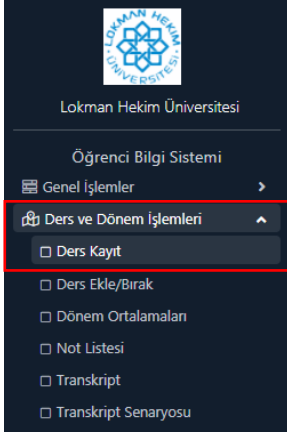 LOKMAN HEKİM
ÜNİVERSİTESİ
Lokman Hekim Üniversitesi
Öğrenci Bilgi Sistemi
Genel İşlemler
Ders ve Dönem İşlemleri
Ders Kayıt
Ders Ekle/Bırak
Dönem Ortalamaları
Not Listesi
Transkript
Transkript Senaryosu